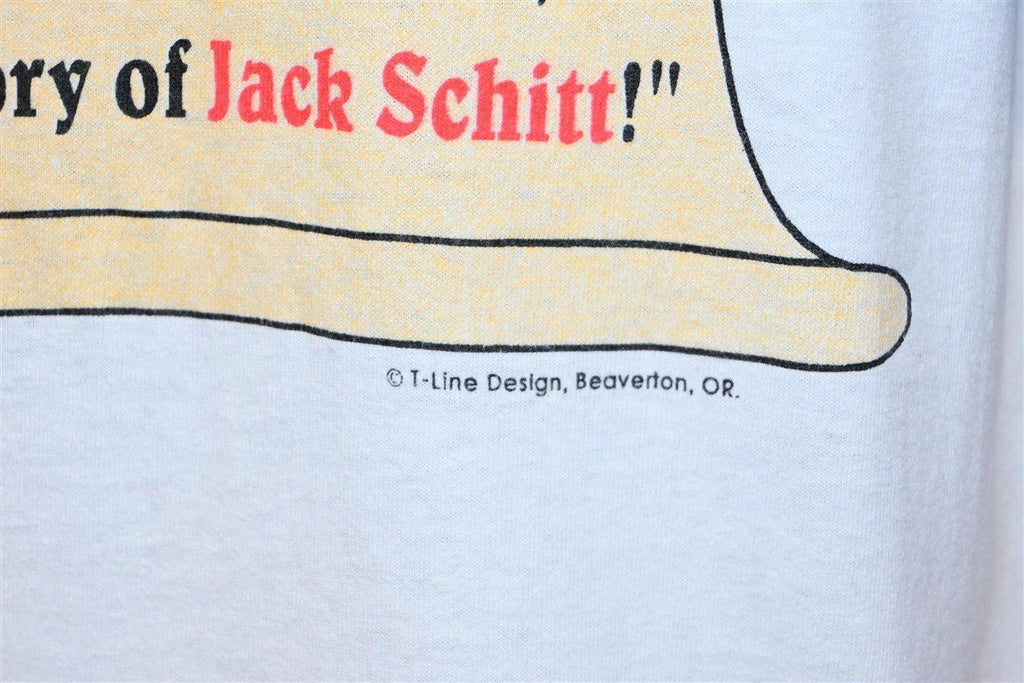 ory of Jack Schitt!"
© T-Line Design, Beaverton, OR.